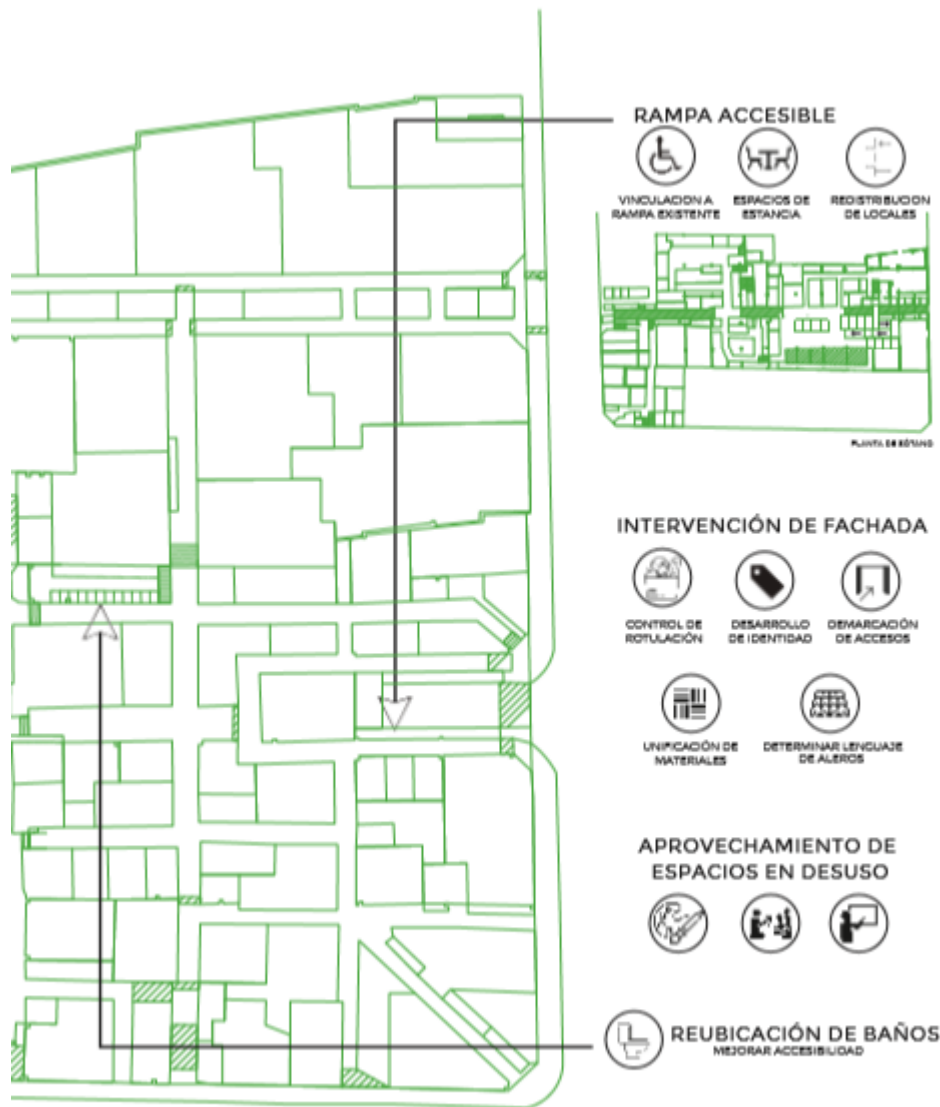 RAMPA ACCESIBLE
VINCULACION A
RAMPA EXISTENTE
ESPACIOS DE
ESTANCIA
REDISTRIBUCION
DE LOCALES
PLANTA DE SÓTANO
INTERVENCIÓN DE FACHADA
CONTROL DE
ROTULACIÓN
DESARROLLO
DE IDENTIDAD
DEMARCACIÓN
DE ACCESOS
UNIFICACIÓN DE
MATERIALES
DETERMINAR LENGUAJE
DE ALEROS
APROVECHAMIENTO DE
ESPACIOS EN DESUSO
REUBICACIÓN DE BAÑOS
MEJORAR ACCESIBILIDAD